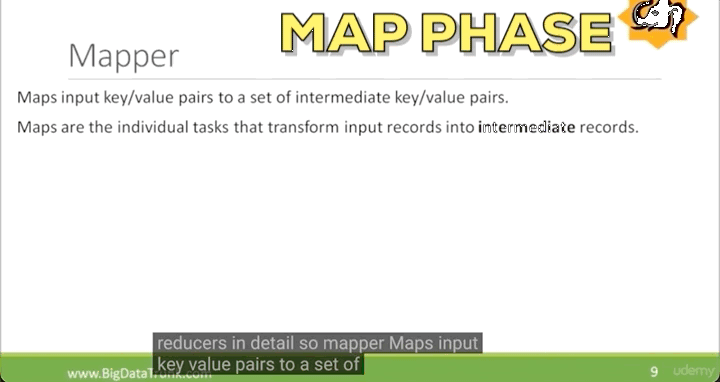 MAP PHASE
Mapper
Maps input key/value pairs to a set of intermediate key/value pairs.
Maps are the individual tasks that transform input records into intermediate records.
reducers in detail so mapper Maps input
key value pairs to a set of
www.BigDataTrunk.com
9
udemy